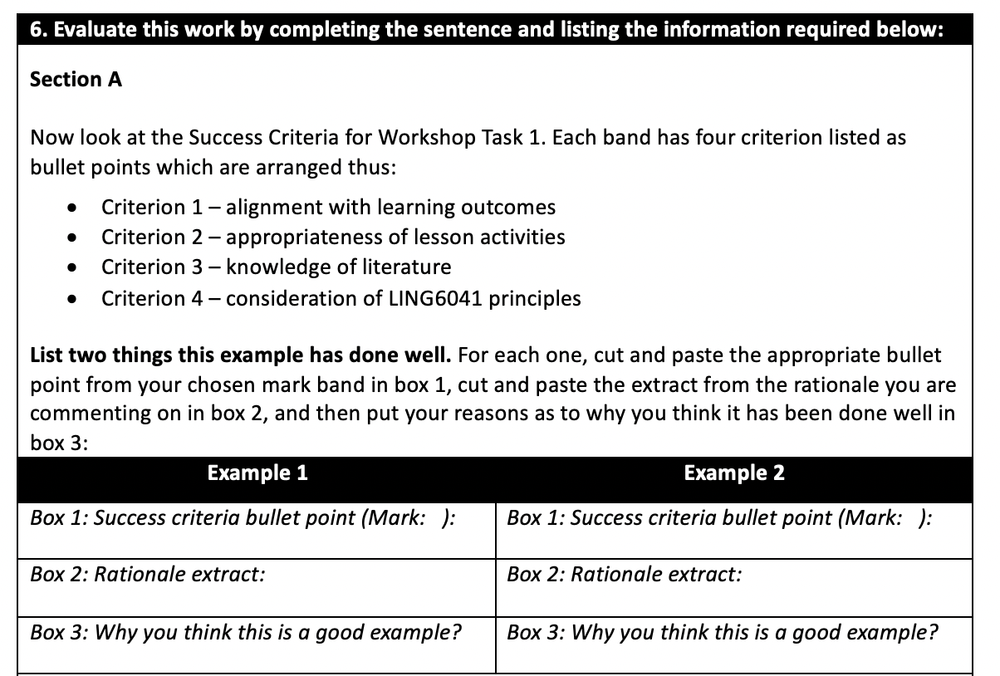 6. Evaluate this work by completing the sentence and listing the information required below:
Section A
Now look at the Success Criteria for Workshop Task 1. Each band has four criterion listed as
bullet points which are arranged thus:
• Criterion 1 – alignment with learning outcomes
• Criterion 2 – appropriateness of lesson activities
• Criterion 3 – knowledge of literature
• Criterion 4 – consideration of LING6041 principles
List two things this example has done well. For each one, cut and paste the appropriate bullet
point from your chosen mark band in box 1, cut and paste the extract from the rationale you are
commenting on in box 2, and then put your reasons as to why you think it has been done well in
box 3:
Example 1
Example 2
Box 1: Success criteria bullet point (Mark:   ):
Box 1: Success criteria bullet point (Mark:   ):
Box 2: Rationale extract:
Box 2: Rationale extract:
Box 3: Why you think this is a good example?
Box 3: Why you think this is a good example?